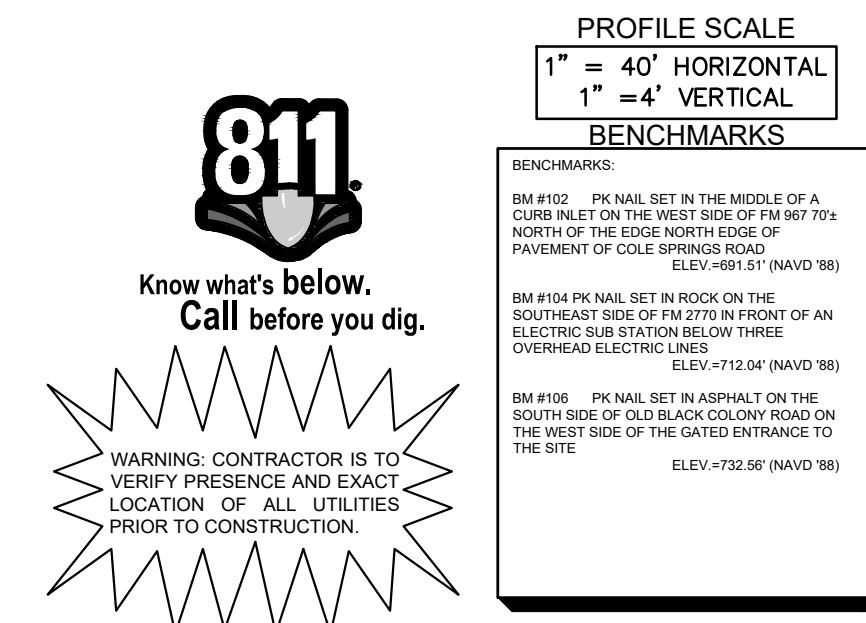 811®
Know what's below.
Call before you dig.
WARNING: CONTRACTOR IS TO
VERIFY PRESENCE AND EXACT
LOCATION OF ALL UTILITIES
PRIOR TO CONSTRUCTION.
PROFILE SCALE
1" = 40' HORIZONTAL
1" =4' VERTICAL
BENCHMARKS
BENCHMARKS:
BM #102 PK NAIL SET IN THE MIDDLE OF A
CURB INLET ON THE WEST SIDE OF FM 967 70'±
NORTH OF THE EDGE NORTH EDGE OF
PAVEMENT OF COLE SPRINGS ROAD
ELEV.=691.51' (NAVD '88)
BM #104 PK NAIL SET IN ROCK ON THE
SOUTHEAST SIDE OF FM 2770 IN FRONT OF AN
ELECTRIC SUB STATION BELOW THREE
OVERHEAD ELECTRIC LINES
ELEV.=712.04' (NAVD '88)
BM #106 PK NAIL SET IN ASPHALT ON THE
SOUTH SIDE OF OLD BLACK COLONY ROAD ON
THE WEST SIDE OF THE GATED ENTRANCE TO
THE SITE
ELEV.=732.56' (NAVD '88)